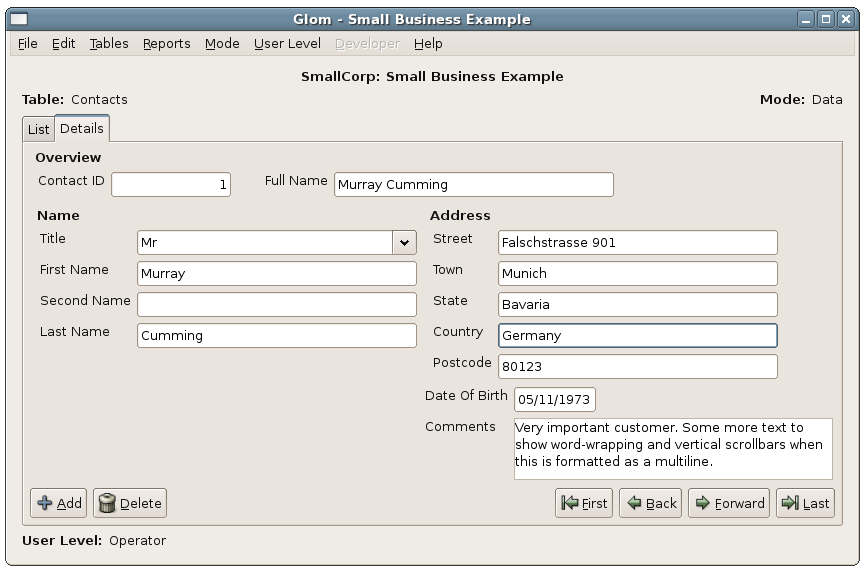 Glom - Small Business Example
File Edit Tables Reports Mode User Level Developer Help
SmallCorp: Small Business Example
Table: Contacts Mode: Data
List Details
Overview
Contact ID 1 Full Name Murray Cumming
Name Address
Title Mr Street Falschstrasse 901
First Name Murray Town Munich
Second Name State Bavaria
Last Name Cumming Country Germany
Postcode 80123
Date Of Birth 05/11/1973
Comments Very important customer. Some more text to
show word-wrapping and vertical scrollbars when
this is formatted as a multiline.
Add Delete First Back Forward Last
User Level: Operator